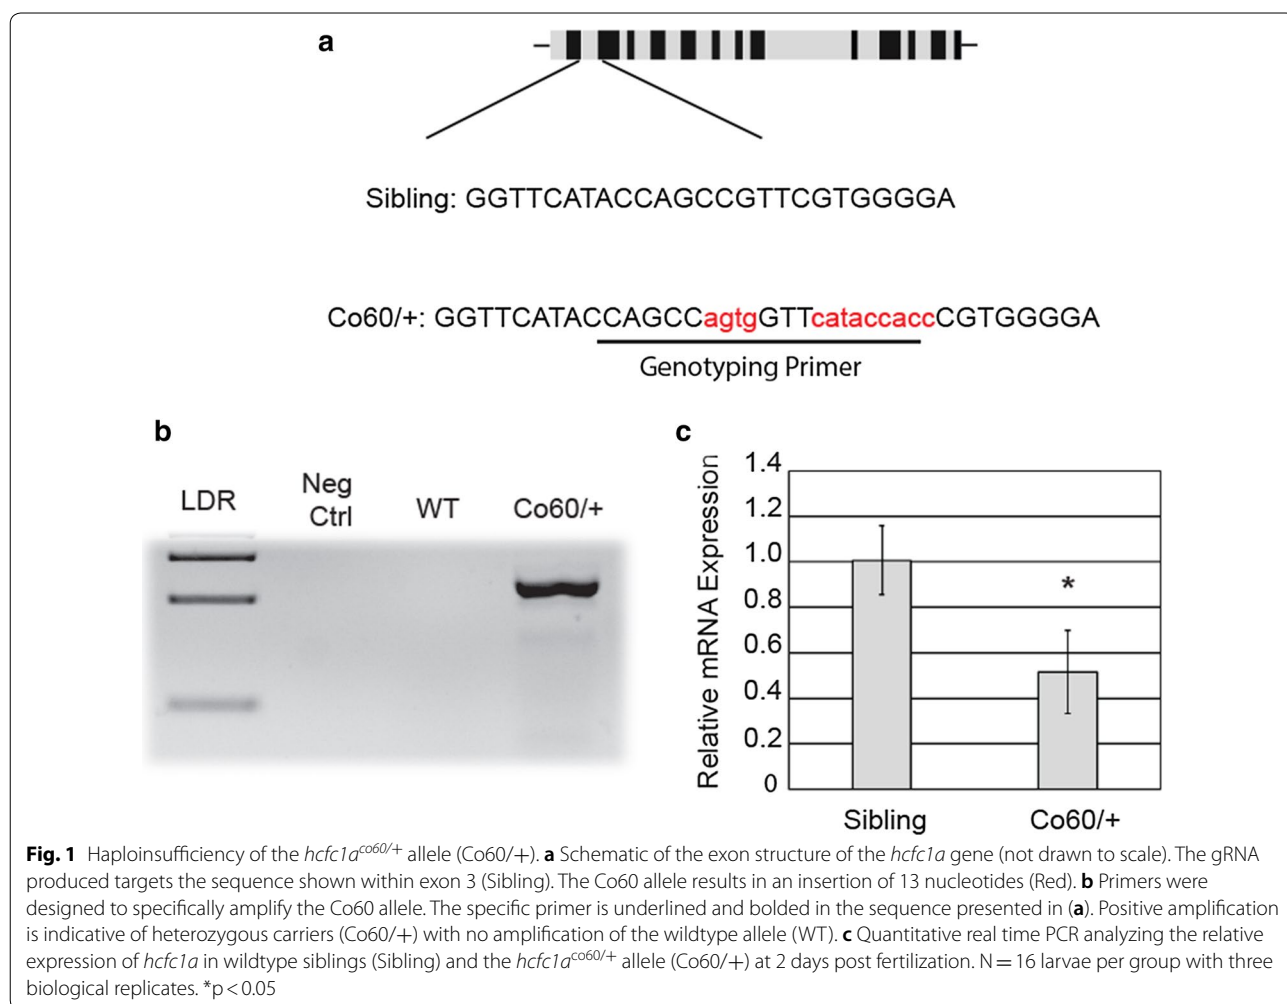 a
Sibling: GGTTCATACCAGCCGTTCGTGGGGA
Co60/+: GGTTCATACCAGCCagtgGTTcataccaccCGTGGGGA
Genotyping Primer
b
LDR
Neg
Ctrl
WT
Co60/+
c
Relative mRNA Expression
1.4
1.2
1.0
0.8
0.6
0.4
0.2
0
*
Sibling
Co60/+
Fig. 1 Haploinsufficiency of the hcfc1a^co60/+ allele (Co60/+). a Schematic of the exon structure of the hcfc1a gene (not drawn to scale). The gRNA
produced targets the sequence shown within exon 3 (Sibling). The Co60 allele results in an insertion of 13 nucleotides (Red). b Primers were
designed to specifically amplify the Co60 allele. The specific primer is underlined and bolded in the sequence presented in (a). Positive amplification
is indicative of heterozygous carriers (Co60/+) with no amplification of the wildtype allele (WT). c Quantitative real time PCR analyzing the relative
expression of hcfc1a in wildtype siblings (Sibling) and the hcfc1a^co60/+ allele (Co60/+) at 2 days post fertilization. N = 16 larvae per group with three
biological replicates. *p < 0.05